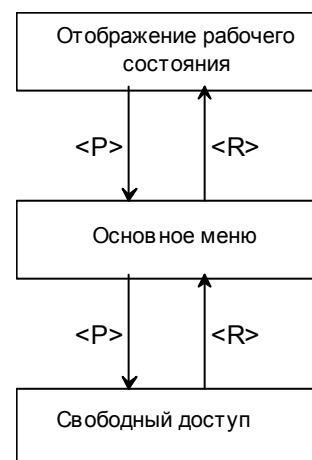 Отображение рабочего
состояния
<P> <R>
Основное меню
<P> <R>
Свободный доступ